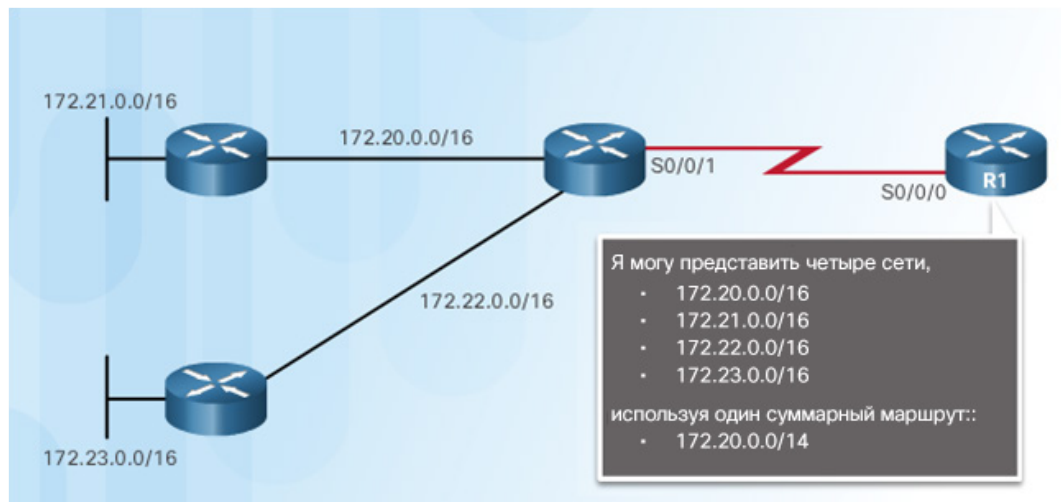 172.21.0.0/16
172.20.0.0/16
S0/0/1
S0/0/0
R1
172.22.0.0/16
172.23.0.0/16
Я могу представить четыре сети,
· 172.20.0.0/16
· 172.21.0.0/16
· 172.22.0.0/16
· 172.23.0.0/16
используя один суммарный маршрут::
· 172.20.0.0/14